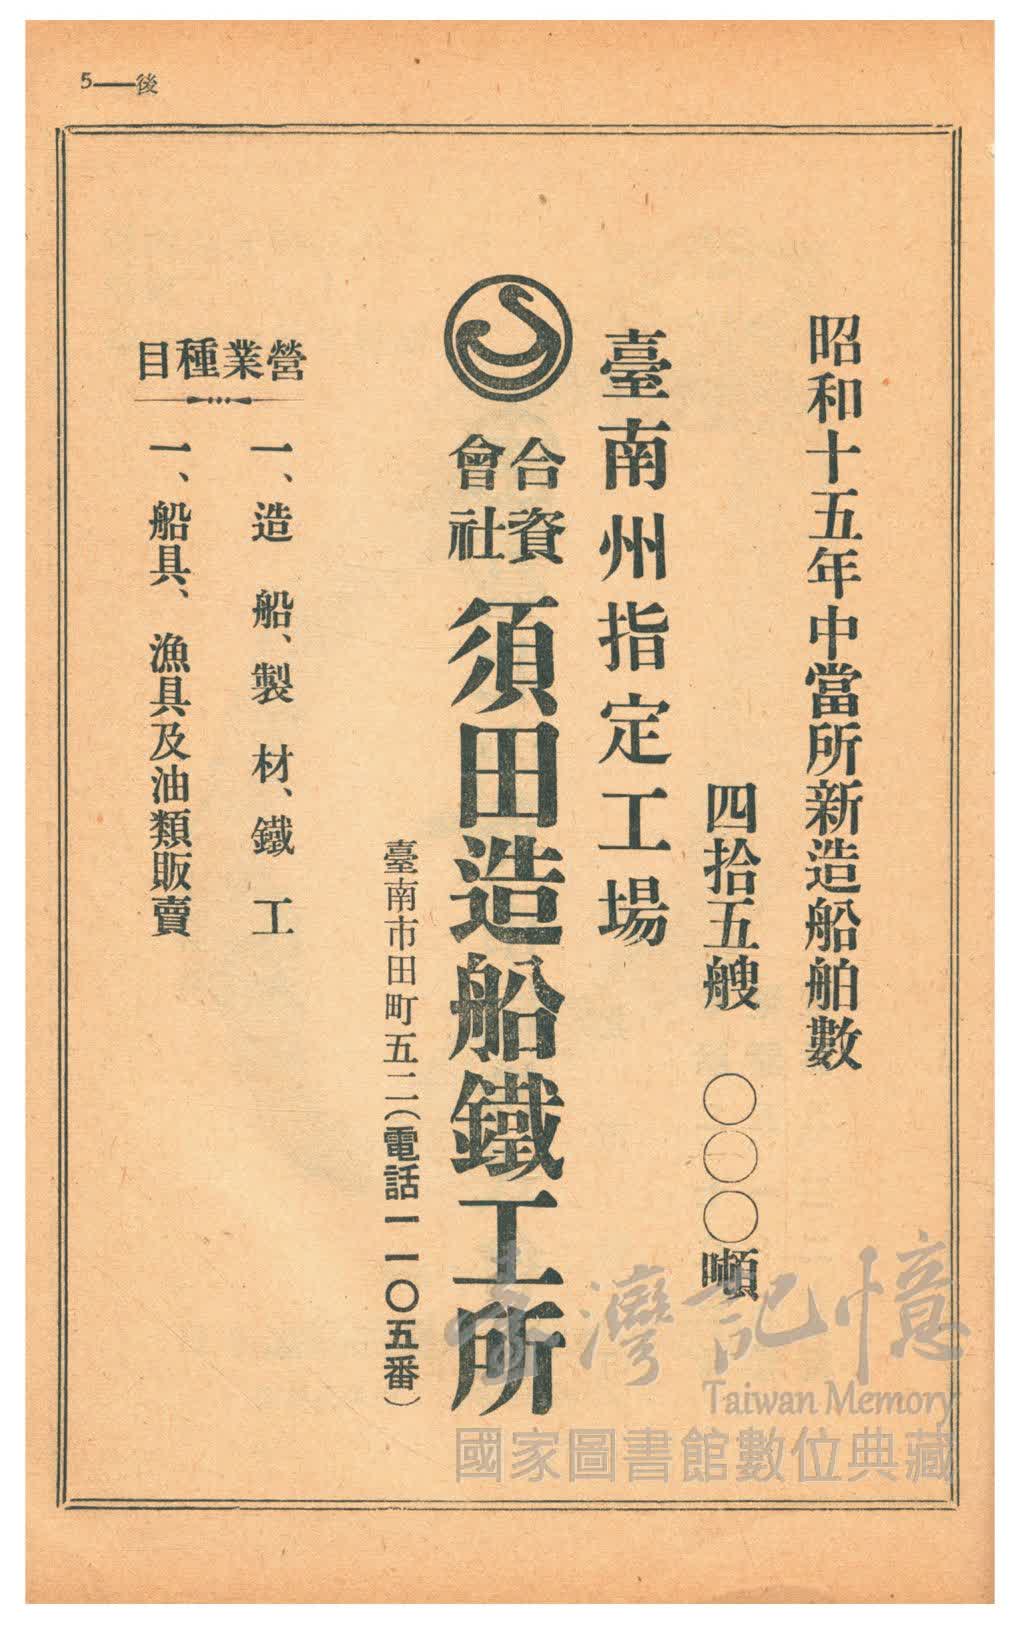 5—後
昭和十五年中當所新造船舶數
四拾五艘 〇〇〇噸
臺南州指定工場
合資會社 須田造船鐵工所
臺南市田町五二(電話一一〇五番)
營業種目
一、造船、製材、鐵工
一、船具、漁具及油類販賣
臺灣記憶
Taiwan Memory
國家圖書館數位典藏